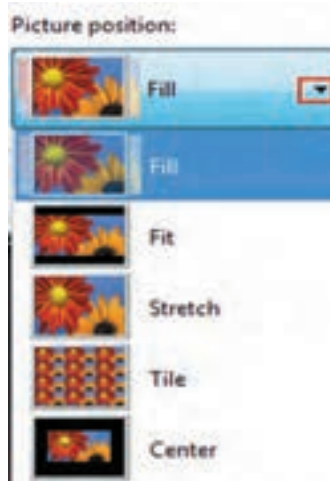 Picture position:
Fill
Fill
Fit
Stretch
Tile
Center